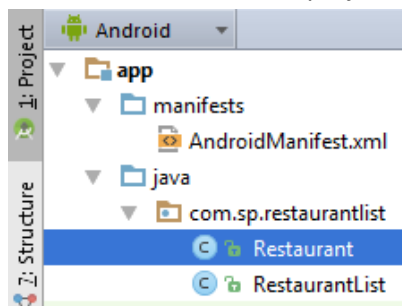 Android
1: Project
app
manifests
AndroidManifest.xml
java
com.sp.restaurantlist
Restaurant
RestaurantList
7: Structure